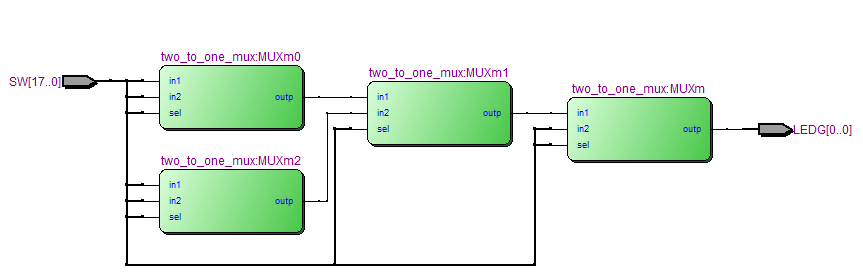 two_to_one_mux:MUXm0
SW[17..0]
in1
in2
sel
outp
two_to_one_mux:MUXm1
in1
in2
sel
outp
two_to_one_mux:MUXm
in1
in2
sel
outp
LEDG[0..0]
two_to_one_mux:MUXm2
in1
in2
sel
outp